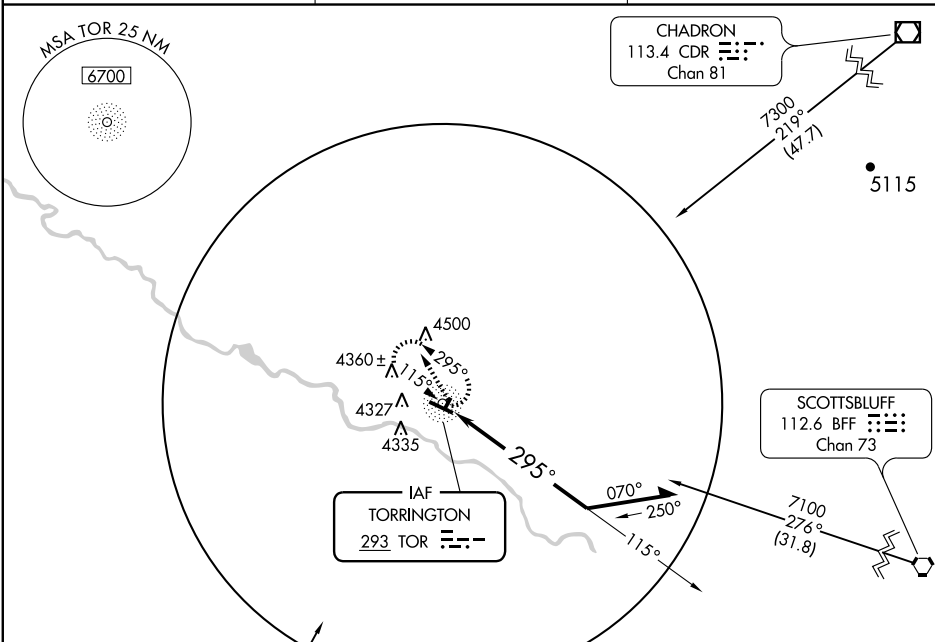 MSA TOR 25 NM
6700
CHADRON
113.4 CDR
Chan 81
7300
219°
(47.7)
5115
4500
4360 ±
295°
115°
4327
4335
295°
IAF
TORRINGTON
293 TOR
070°
250°
115°
SCOTTSBLUFF
112.6 BFF
Chan 73
7100
276°
(31.8)